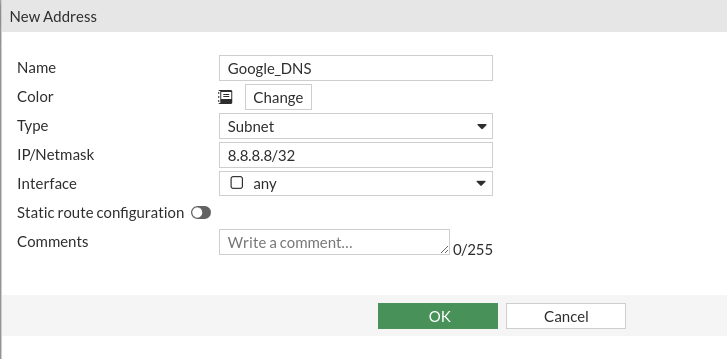 New Address
Name Google_DNS
Color Change
Type Subnet
IP/Netmask 8.8.8.8/32
Interface any
Static route configuration
Comments Write a comment... 0/255
OK Cancel